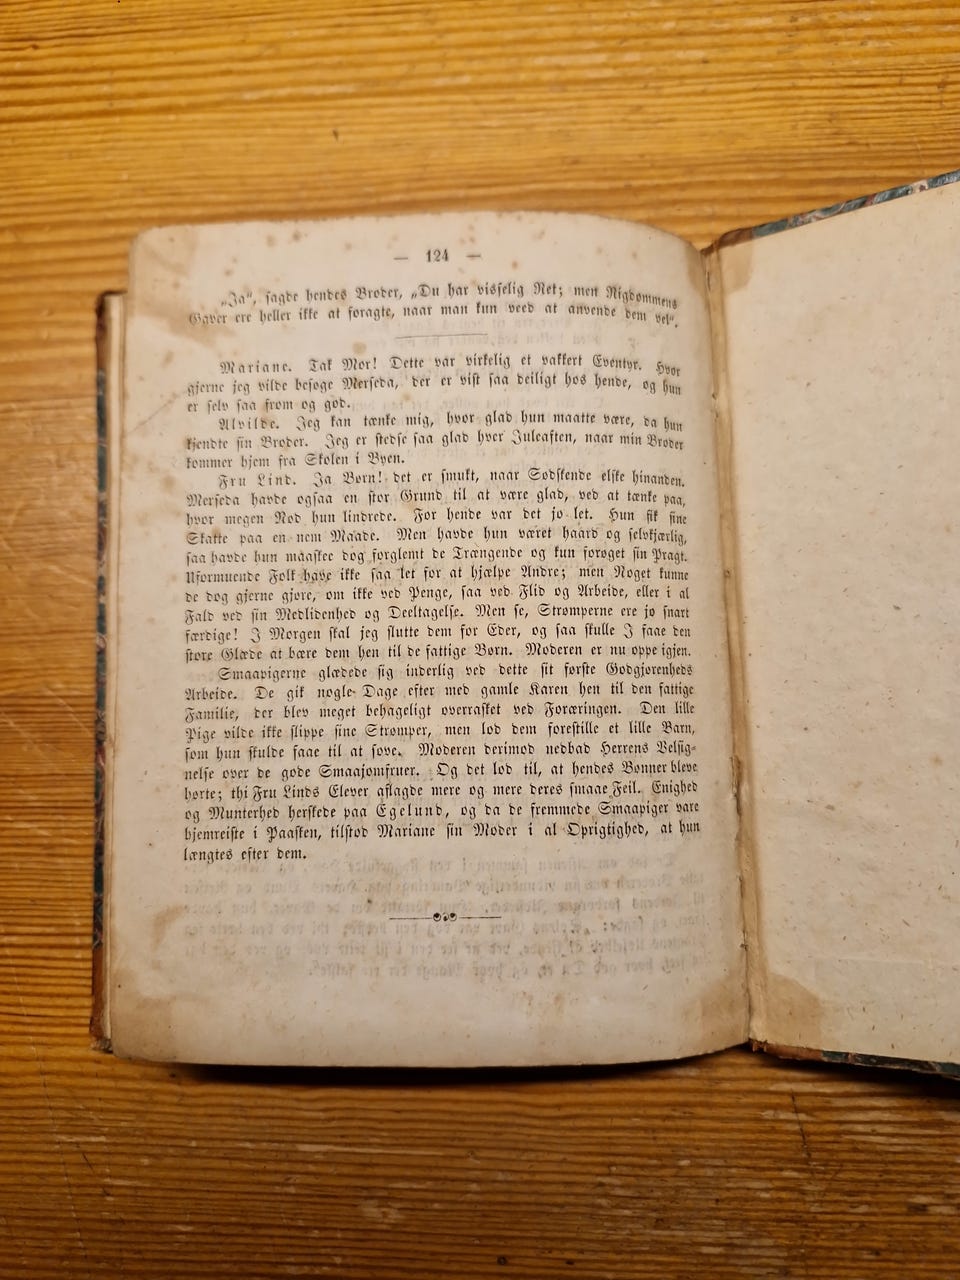 — 124 —
„Ja“, sagde hendes Broder, „Du har visselig Ret; men Rigdommens
Gaver ere heller ikke at foragte, naar man kun veed at anvende dem vel“.
Mariane. Tak Mor! Dette var virkelig et vakkert Eventyr. Hvor
gjerne jeg vilde besøge Merseda, der er vist saa deiligt hos hende, og hun
er selv saa from og god.
Alvilde. Jeg kan tænke mig, hvor glad hun maatte være, da hun
kjendte sin Broder. Jeg er stedse saa glad hver Juleaften, naar min Broder
kommer hjem fra Skolen i Byen.
Fru Lind. Ja Børn! det er smukt, naar Sødskende elske hinanden.
Merseda havde ogsaa en stor Grund til at være glad, ved at tænke paa,
hvor megen Nød hun lindrede. For hende var det jo let. Hun fik sine
Skatte paa en nem Maade. Men havde hun været haard og selvkjærlig,
saa havde hun maaskee dog forglemt de Trængende og kun forøget sin Pragt.
Uformuende Folk have ikke saa let for at hjælpe Andre; men Noget kunne
de dog gjerne gjøre, om ikke ved Penge, saa ved Flid og Arbeide, eller i al
Fald ved sin Medlidenhed og Deeltagelse. Men se, Strømperne ere jo snart
færdige! I Morgen skal jeg slutte dem for Eder, og saa skulle I faae den
store Glæde at bære dem hen til de fattige Børn. Moderen er nu oppe igjen.
Smaapigerne glædede sig inderlig ved dette sit første Godgjørenheds
Arbeide. De gik nogle Dage efter med gamle Karen hen til den fattige
Familie, der blev meget behageligt overrasket ved Foræringen. Den lille
Pige vilde ikke slippe sine Strømper, men lod dem forestille et lille Barn,
som hun skulde faae til at sove. Moderen derimod nedbad Herrens Velsig-
nelse over de gode Smaajomfruer. Og det lod til, at hendes Bønner bleve
hørte; thi Fru Linds Elever aflagde mere og mere deres smaae Feil. Enighed
og Munterhed herskede paa Egelund, og da de fremmede Smaapiger vare
hjemreiste i Paasken, tilstod Mariane sin Moder i al Oprigtighed, at hun
længtes efter dem.